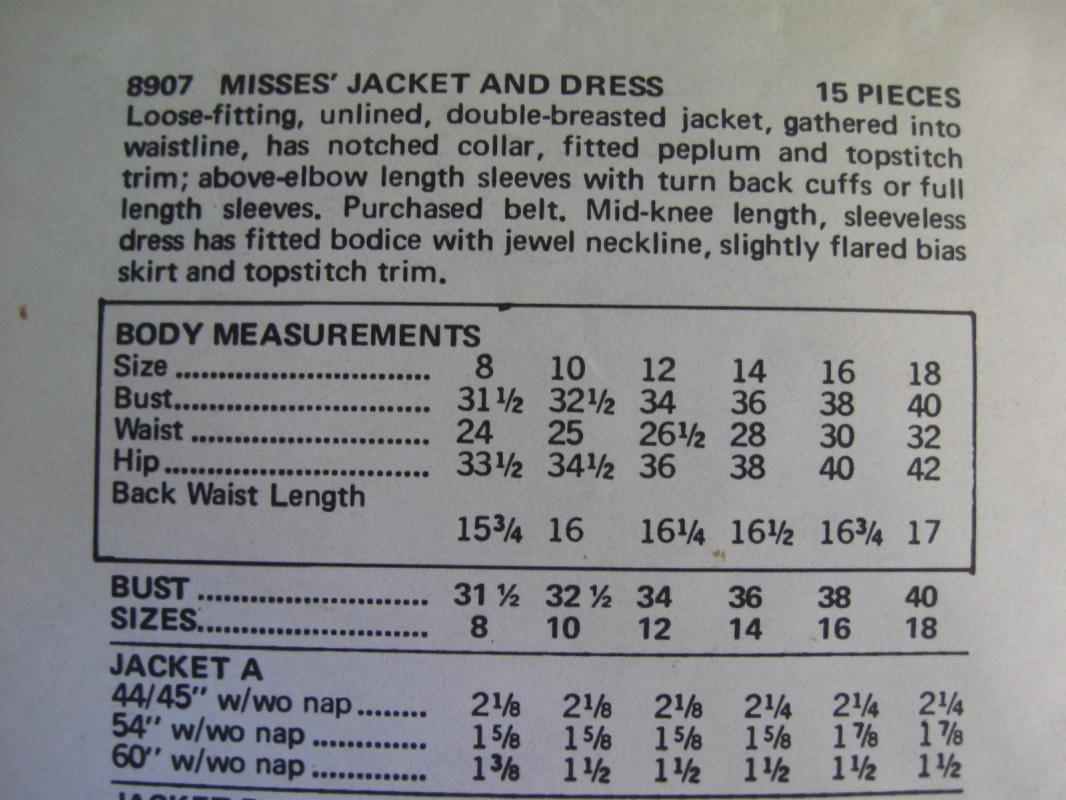 8907 MISSES' JACKET AND DRESS 15 PIECES
Loose-fitting, unlined, double-breasted jacket, gathered into
waistline, has notched collar, fitted peplum and topstitch
trim; above-elbow length sleeves with turn back cuffs or full
length sleeves. Purchased belt. Mid-knee length, sleeveless
dress has fitted bodice with jewel neckline, slightly flared bias
skirt and topstitch trim.
BODY MEASUREMENTS
Size .............................. 8 10 12 14 16 18
Bust.............................. 31½ 32½ 34 36 38 40
Waist ............................ 24 25 26½ 28 30 32
Hip............................... 33½ 34½ 36 38 40 42
Back Waist Length
15¾ 16 16¼ 16½ 16¾ 17
BUST ........................... 31 ½ 32 ½ 34 36 38 40
SIZES........................... 8 10 12 14 16 18
JACKET A
44/45" w/wo nap ........ 2⅛ 2⅛ 2⅛ 2¼ 2¼ 2¼
54" w/wo nap ............. 1⅝ 1⅝ 1⅝ 1⅝ 1⅞ 1⅞
60" w/wo nap ............. 1⅜ 1½ 1½ 1½ 1½ 1½